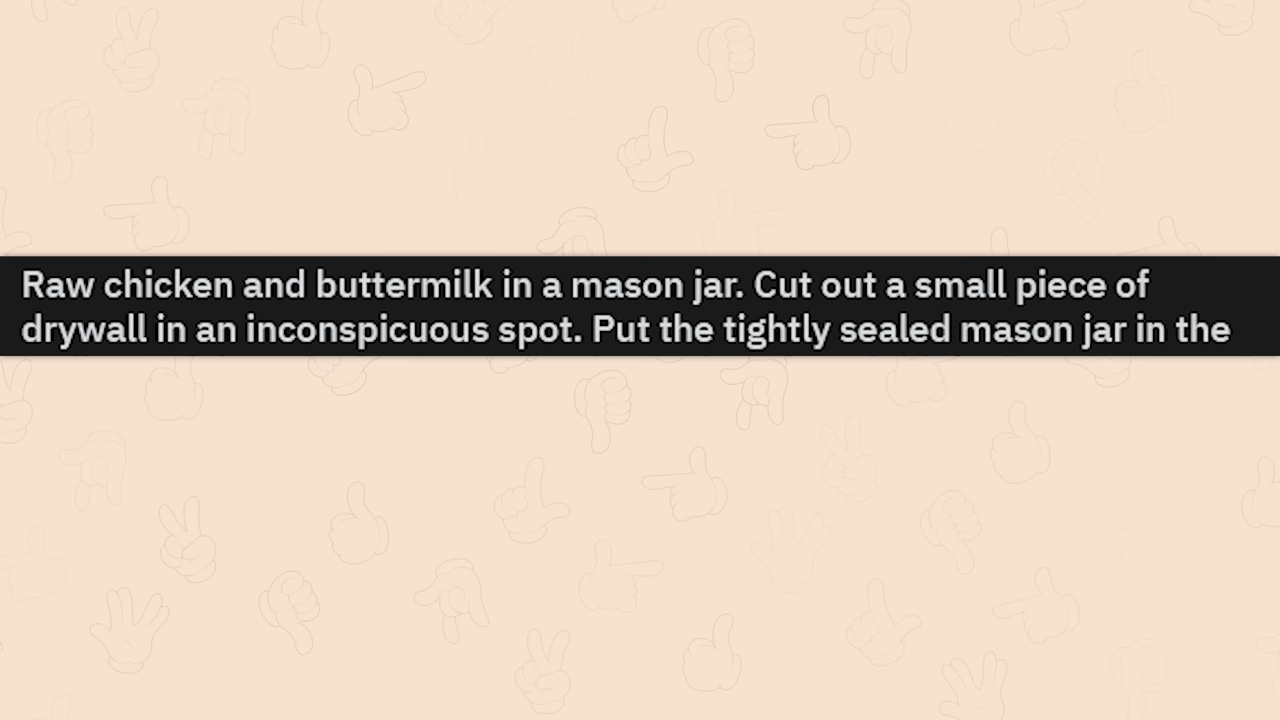 Raw chicken and buttermilk in a mason jar. Cut out a small piece of
drywall in an inconspicuous spot. Put the tightly sealed mason jar in the